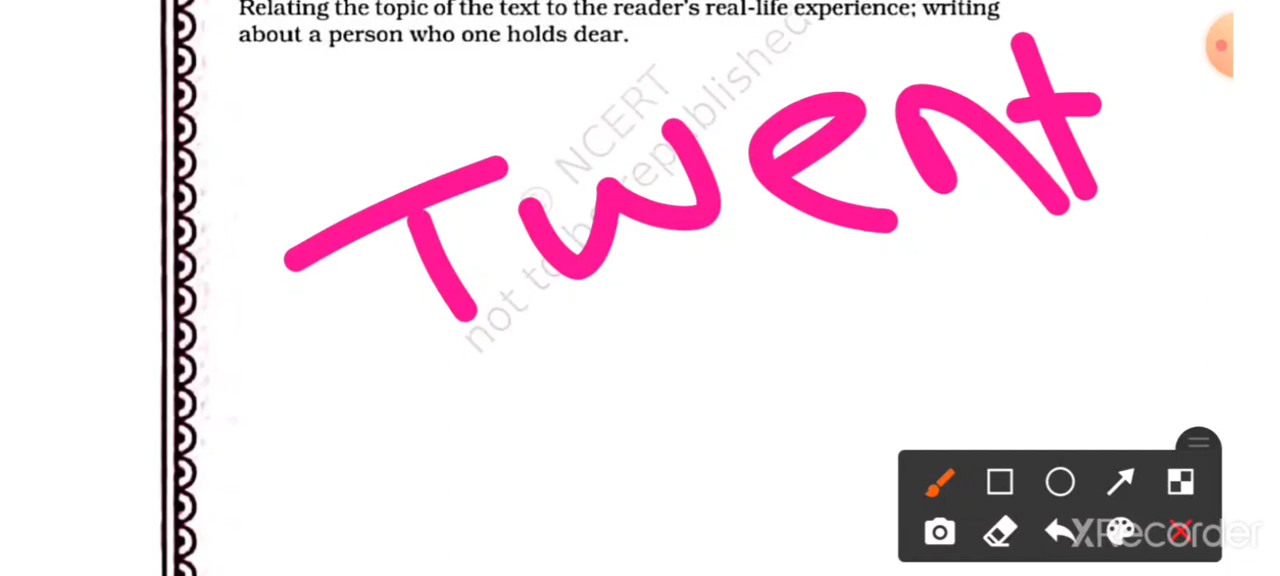 Relating the topic of the text to the reader's real-life experience; writing
about a person who one holds dear.
© NCERT
not to be republished
Twent
XRecorder